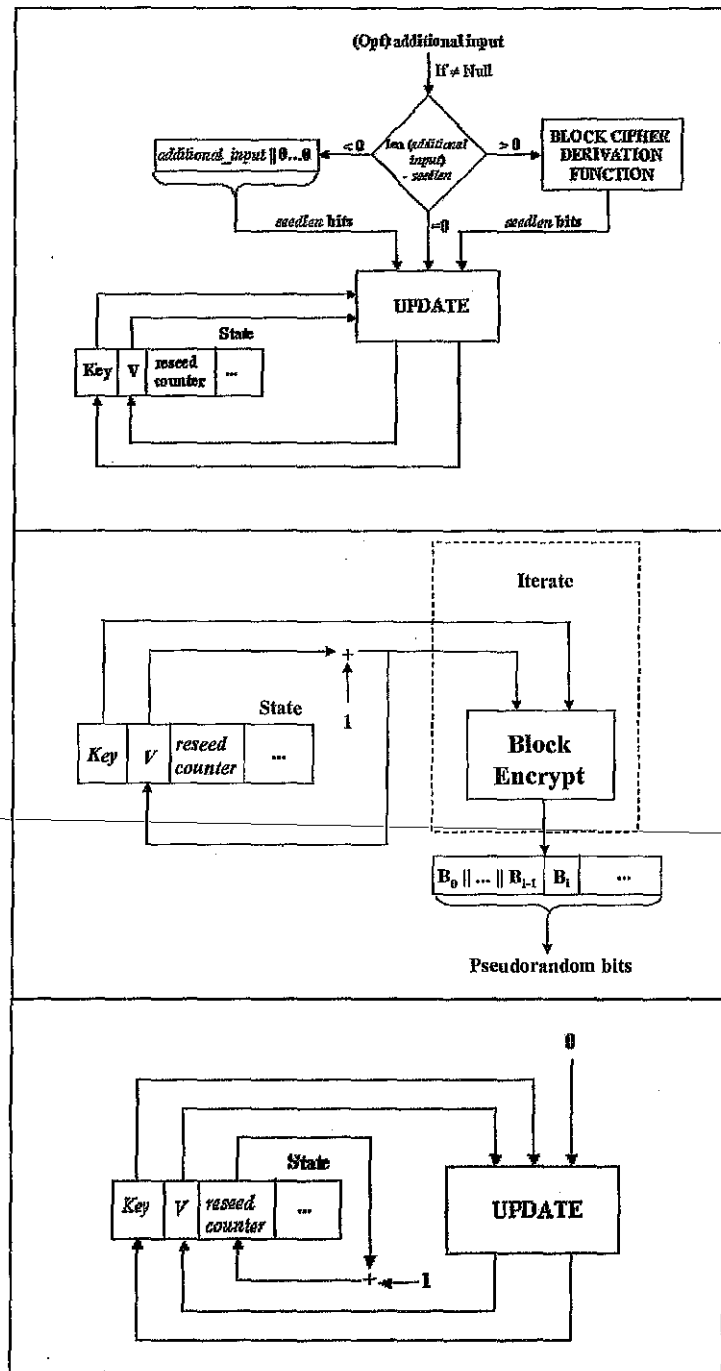 (Opt) additional input
If ≠ Null
< 0
len (additional
input)
- seedlen
> 0
=0
additional_input || 0...0
BLOCK CIPHER
DERIVATION
FUNCTION
seedlen bits
seedlen bits
UPDATE
State
Key
V
reseed
counter
...
Iterate
+
1
State
Key
V
reseed
counter
...
Block
Encrypt
B0 || ... || Bi-1
Bi
...
Pseudorandom bits
0
State
Key
V
reseed
counter
...
UPDATE
+
1